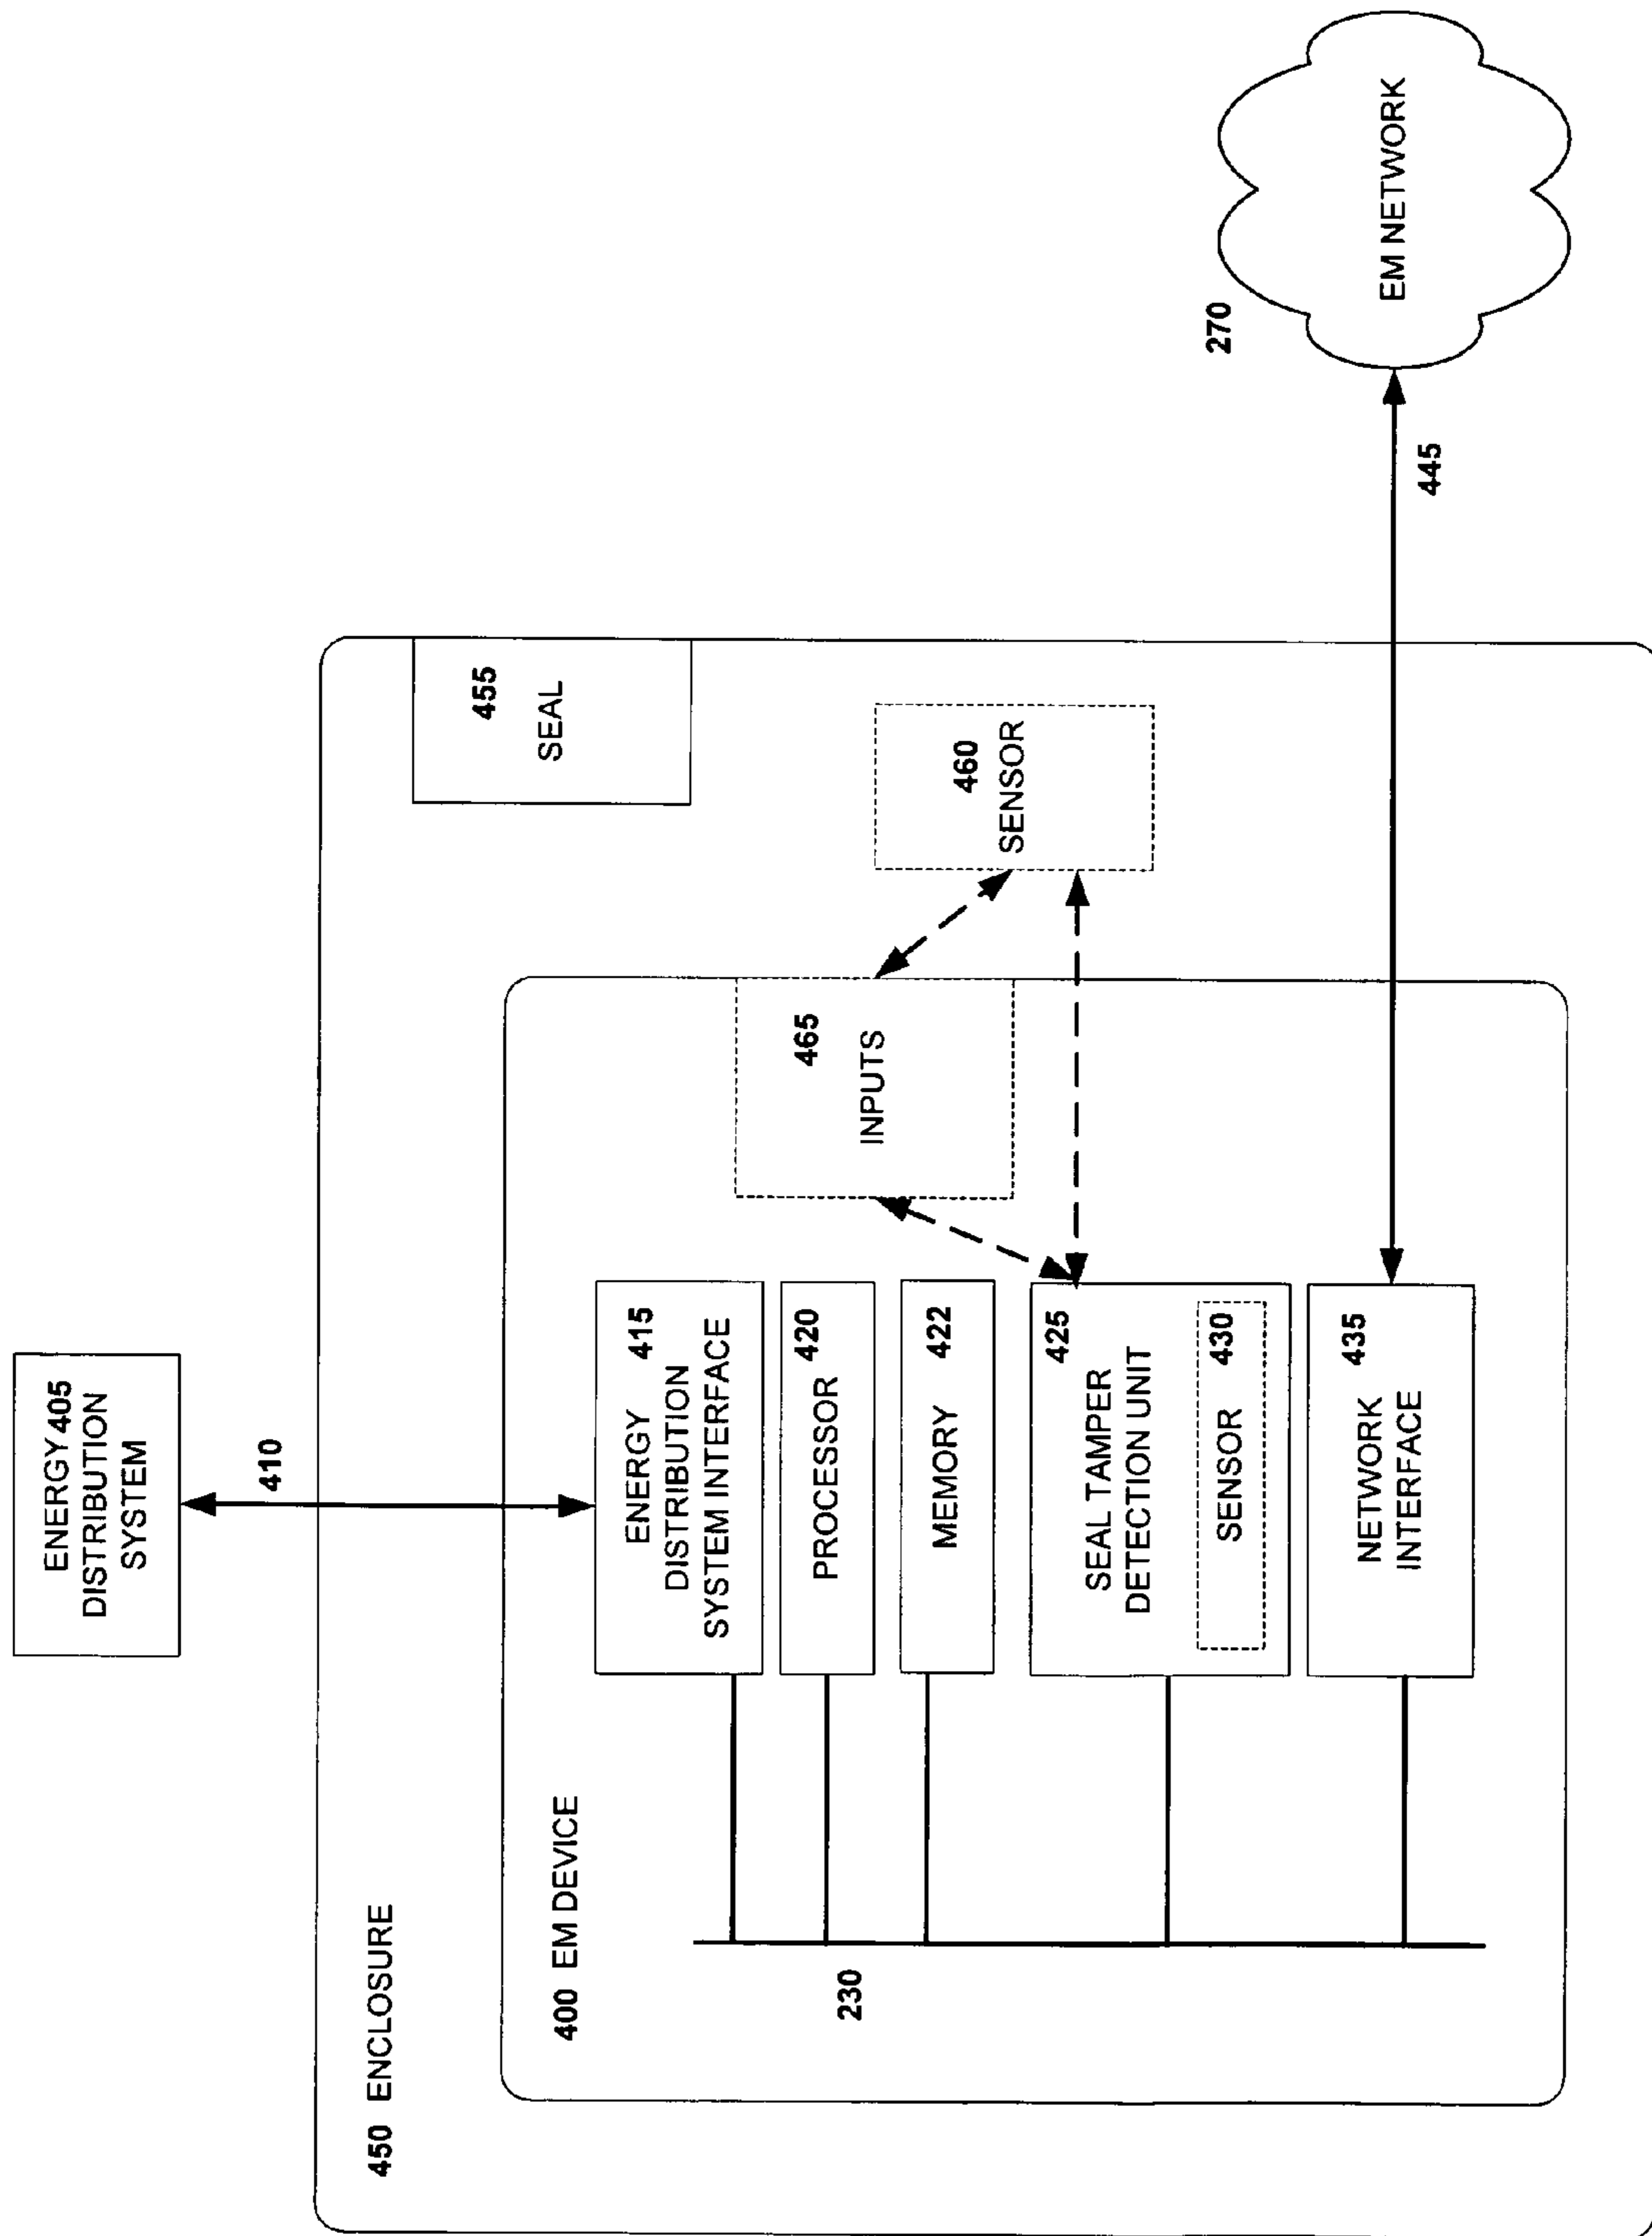 ENERGY 405
DISTRIBUTION
SYSTEM
410
450 ENCLOSURE
455
SEAL
400 EM DEVICE
ENERGY 415
DISTRIBUTION
SYSTEM INTERFACE
465
INPUTS
460
SENSOR
PROCESSOR 420
230
MEMORY 422
425
SEAL TAMPER
DETECTION UNIT
SENSOR 430
435
NETWORK
INTERFACE
445
270
EM NETWORK